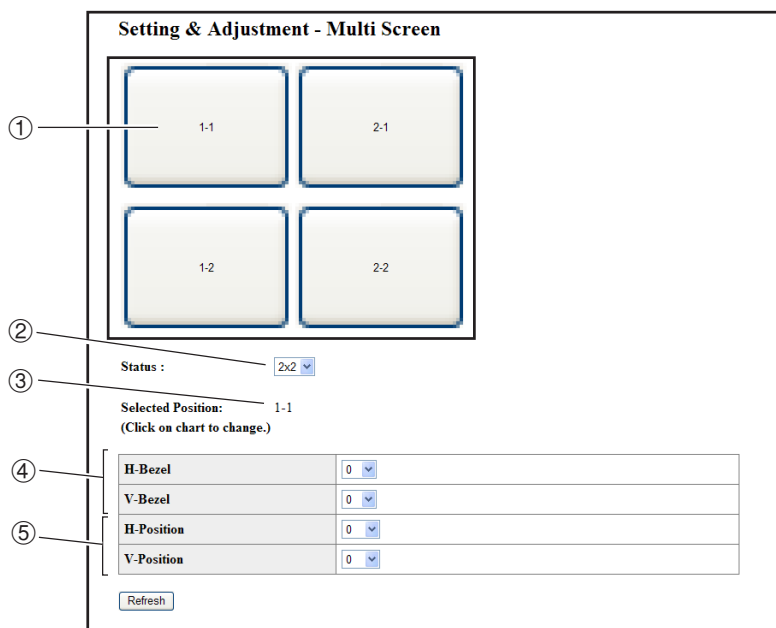 Setting & Adjustment - Multi Screen
① 1-1 2-1
1-2 2-2
② Status : 2x2
③ Selected Position: 1-1
(Click on chart to change.)
④ H-Bezel 0
V-Bezel 0
⑤ H-Position 0
V-Position 0
Refresh